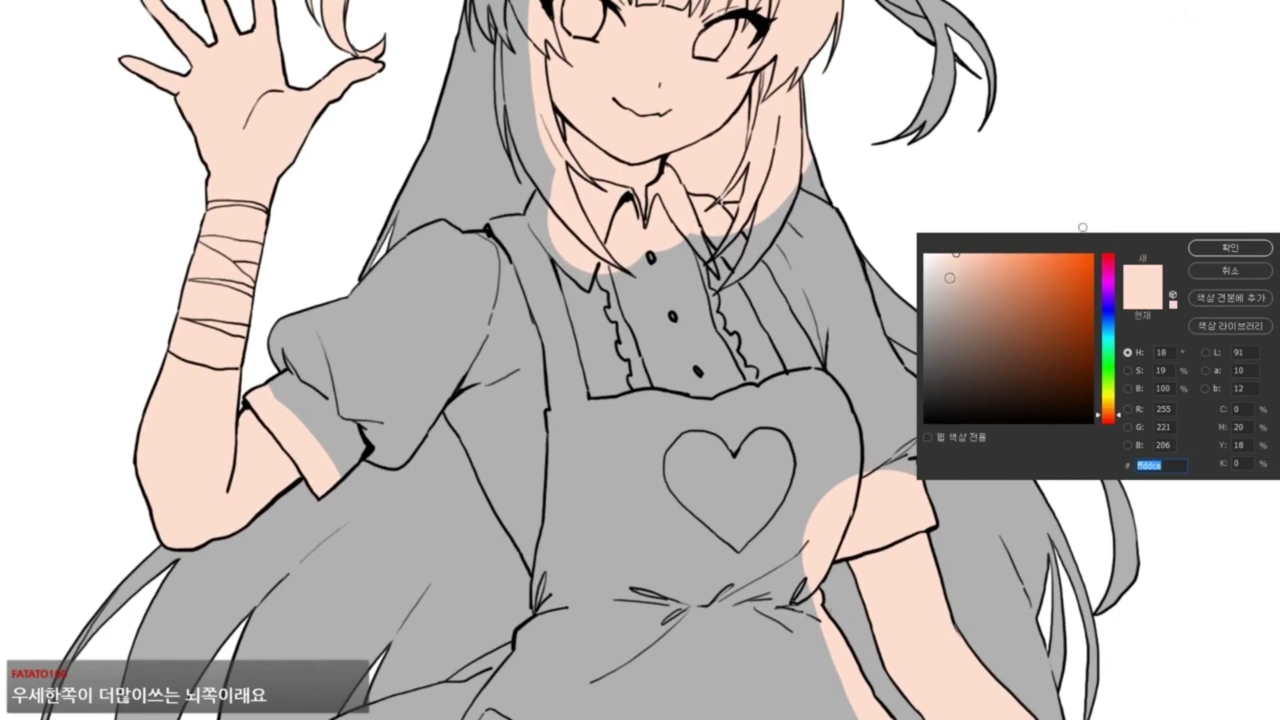 확인
새
취소
색상 견본에 추가
현재
색상 라이브러리
H: 18 ° L: 91
S: 19 % a: 10
B: 100 % b: 12
R: 255 C: 0 %
G: 221 M: 20 %
B: 206 Y: 18 %
웹 색상 전용
# ffddce K: 0 %
우세한쪽이 더많이쓰는 뇌쪽이래요